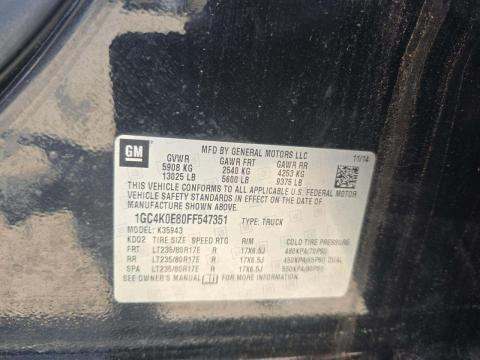 GM
MFD BY GENERAL MOTORS LLC 11/14
GVWR GAWR FRT GAWR RR
5908 KG 2540 KG 4253 KG
13025 LB 5600 LB 9375 LB
THIS VEHICLE CONFORMS TO ALL APPLICABLE U.S. FEDERAL MOTOR
VEHICLE SAFETY STANDARDS IN EFFECT ON THE DATE OF
MANUFACTURE SHOWN ABOVE.
1GC4K0E80FF547351 TYPE: TRUCK
MODEL: K35943
TIRE SIZE SPEED RTG RIM COLD TIRE PRESSURE
FRT LT235/80R17E R 17X6.5J
RR LT235/80R17E R 17X6.5J DUAL
SPA LT235/80R17E R 17X6.5J
SEE OWNER'S MANUAL FOR ADDITIONAL INFORMATION